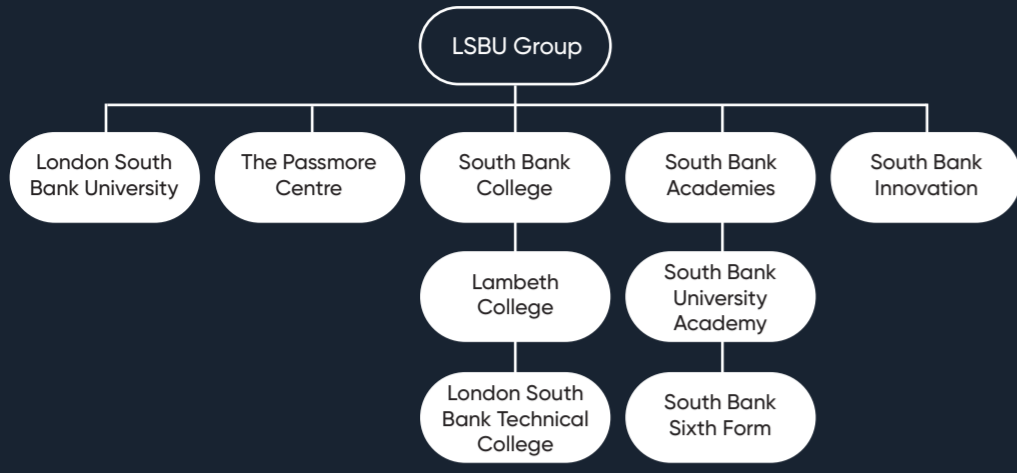 LSBU Group
London South
Bank University
The Passmore
Centre
South Bank
College
South Bank
Academies
South Bank
Innovation
Lambeth
College
South Bank
University
Academy
London South
Bank Technical
College
South Bank
Sixth Form